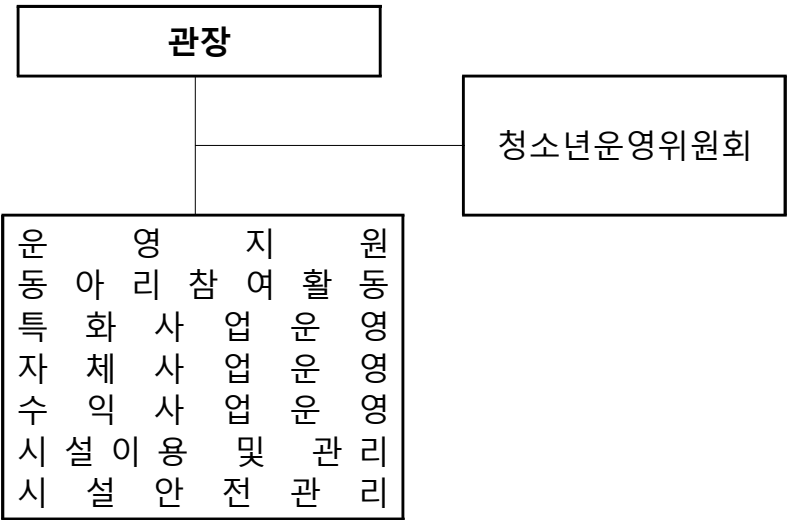 관장
청소년운영위원회
운영지원
동아리참여활동
특화사업운영
자체사업운영
수익사업운영
시설이용 및 관리
시설안전관리